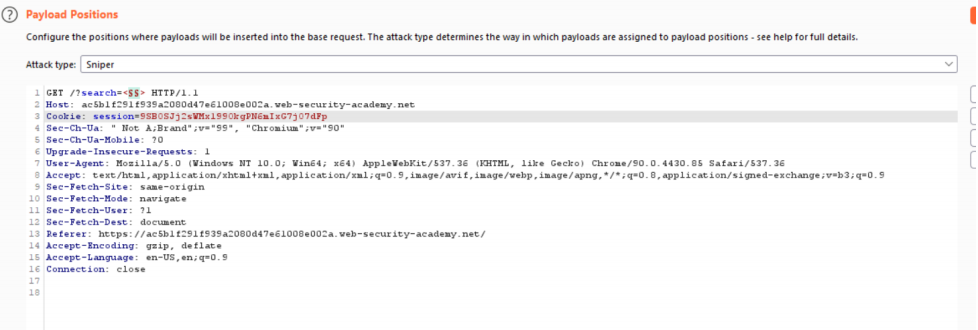 ? Payload Positions
Configure the positions where payloads will be inserted into the base request. The attack type determines the way in which payloads are assigned to payload positions - see help for full details.
Attack type: Sniper
1 GET /?search=<§§> HTTP/1.1
2 Host: ac5b1f291f939a2080d47e61008e002a.web-security-academy.net
3 Cookie: session=9SBOSJj2sWMx1990kgPN6mIxG7j07dFp
4 Sec-Ch-Ua: " Not A;Brand";v="99", "Chromium";v="90"
5 Sec-Ch-Ua-Mobile: ?0
6 Upgrade-Insecure-Requests: 1
7 User-Agent: Mozilla/5.0 (Windows NT 10.0; Win64; x64) AppleWebKit/537.36 (KHTML, like Gecko) Chrome/90.0.4430.85 Safari/537.36
8 Accept: text/html,application/xhtml+xml,application/xml;q=0.9,image/avif,image/webp,image/apng,*/*;q=0.8,application/signed-exchange;v=b3;q=0.9
9 Sec-Fetch-Site: same-origin
10 Sec-Fetch-Mode: navigate
11 Sec-Fetch-User: ?1
12 Sec-Fetch-Dest: document
13 Referer: https://ac5b1f291f939a2080d47e61008e002a.web-security-academy.net/
14 Accept-Encoding: gzip, deflate
15 Accept-Language: en-US,en;q=0.9
16 Connection: close
17
18